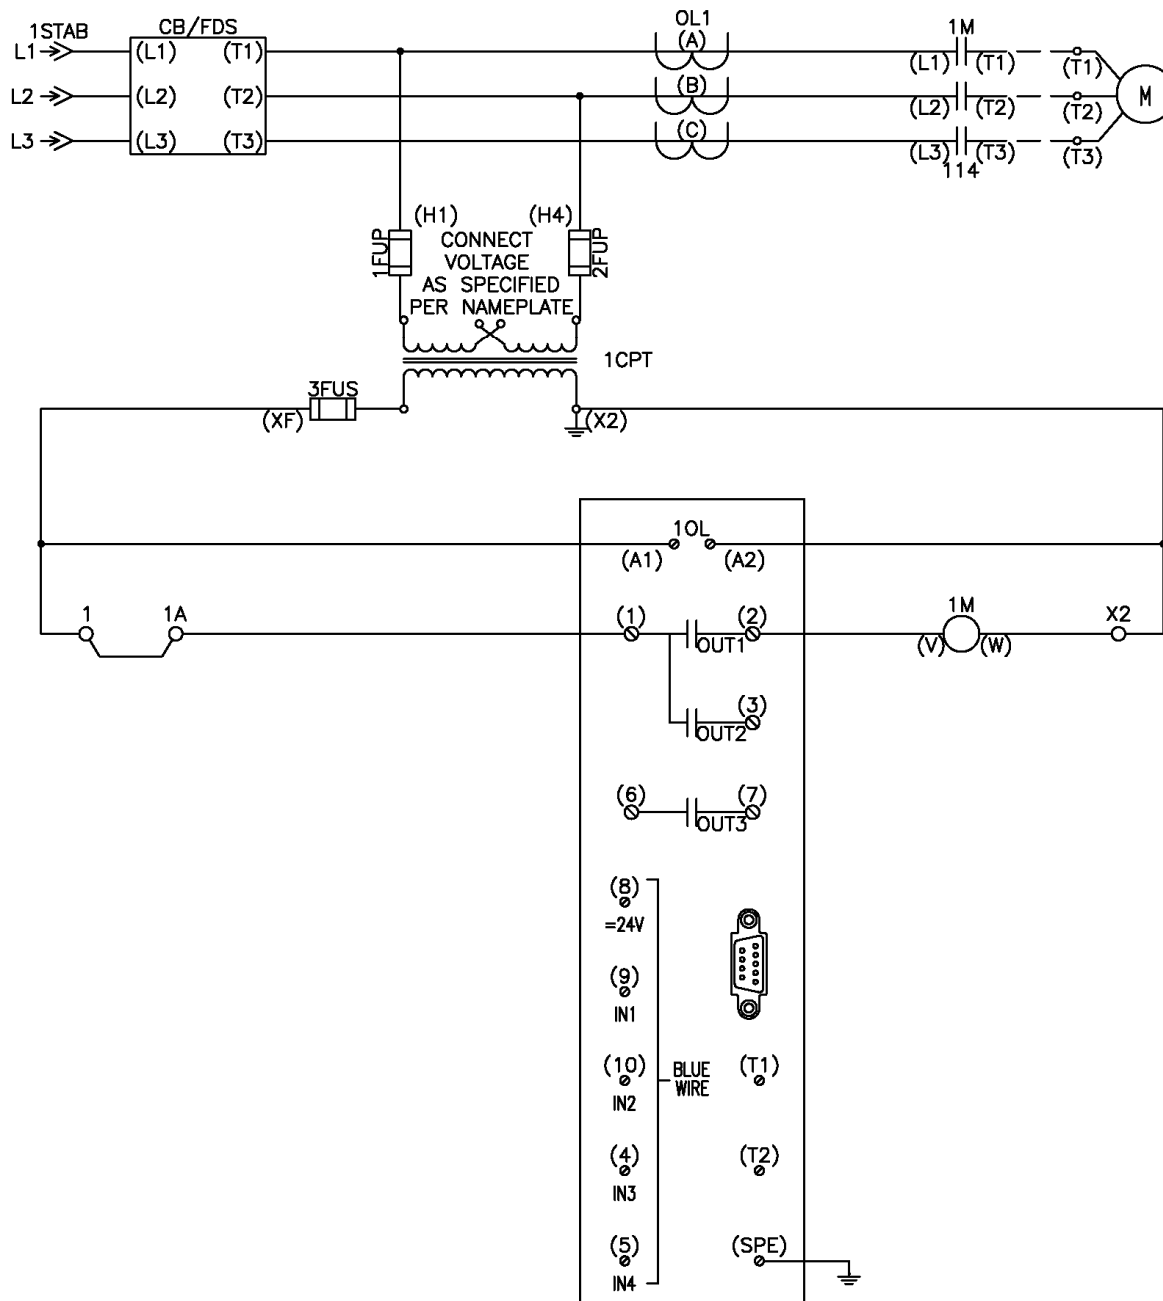 1STAB CB/FDS OL1 1M
L1 (L1) (T1) (A) (L1) (T1) (T1)
L2 (L2) (T2) (B) (L2) (T2) (T2) M
L3 (L3) (T3) (C) (L3) (T3) (T3)
114
(H1) (H4)
1FUP CONNECT 2FUP
VOLTAGE
AS SPECIFIED
PER NAMEPLATE
1CPT
3FUS
(XF) (X2)
1OL
(A1) (A2)
1 1A (1) (2) 1M X2
OUT1 (V) (W)
(3)
OUT2
(6) (7)
OUT3
(8)
=24V
(9)
IN1
(10) BLUE (T1)
WIRE
IN2
(4) (T2)
IN3
(5) (SPE)
IN4